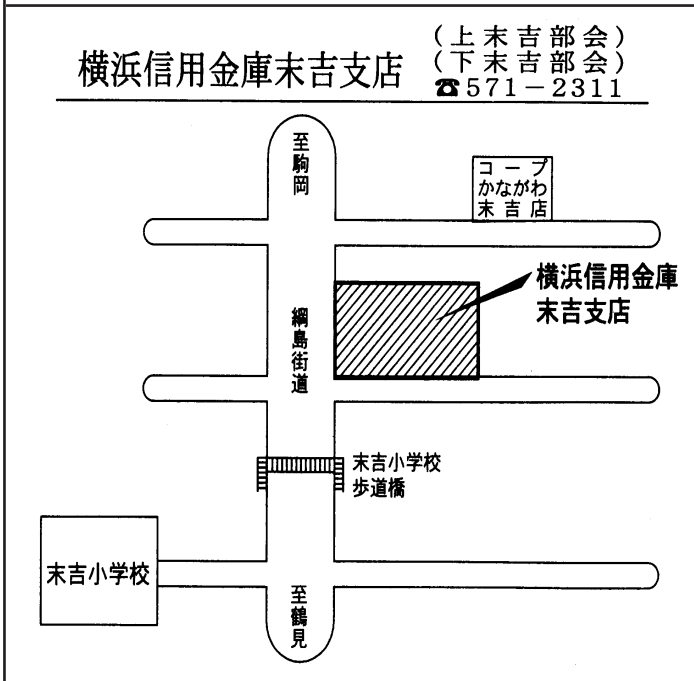 横浜信用金庫末吉支店
(上末吉部会)
(下末吉部会)
☎571－2311
至駒岡
コープ
かながわ
末吉店
横浜信用金庫
末吉支店
綱島街道
末吉小学校
歩道橋
末吉小学校
至鶴見